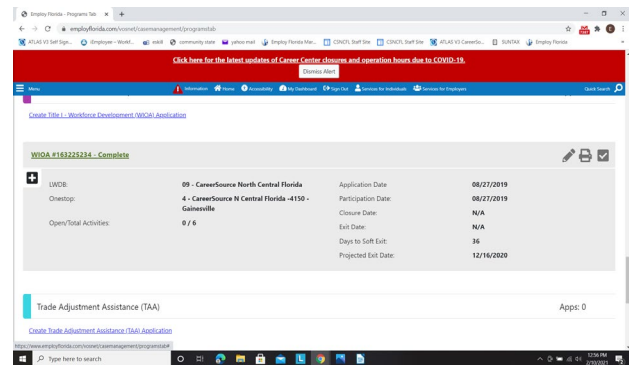 Employ Florida - Programs Tab
employflorida.com/vosnet/casemanagement/programstab
ATLAS V3 Self Sign... iEmployee – Workf... eskill community state yahoo mail Employ Florida Mar... CSNCFL Staff Site CSNCFL Staff Site ATLAS V3 CareerSo... SUNTAX Employ Florida
Click here for the latest updates of Career Center closures and operation hours due to COVID-19.
Dismiss Alert
Menu Information Home Accessibility My Dashboard Sign Out Services for Individuals Services for Employers Quick Search
Create Title I - Workforce Development (WIOA) Application
WIOA #163225234 - Complete
LWDB: 09 - CareerSource North Central Florida Application Date 08/27/2019
Onestop: 4 - CareerSource N Central Florida -4150 - Participation Date: 08/27/2019
Gainesville Closure Date: N/A
Open/Total Activities: 0 / 6 Exit Date: N/A
Days to Soft Exit: 36
Projected Exit Date: 12/16/2020
Trade Adjustment Assistance (TAA) Apps: 0
Create Trade Adjustment Assistance (TAA) Application
https://www.employflorida.com/vosnet/casemanagement/programstab#
Type here to search
12:56 PM
2/10/2021